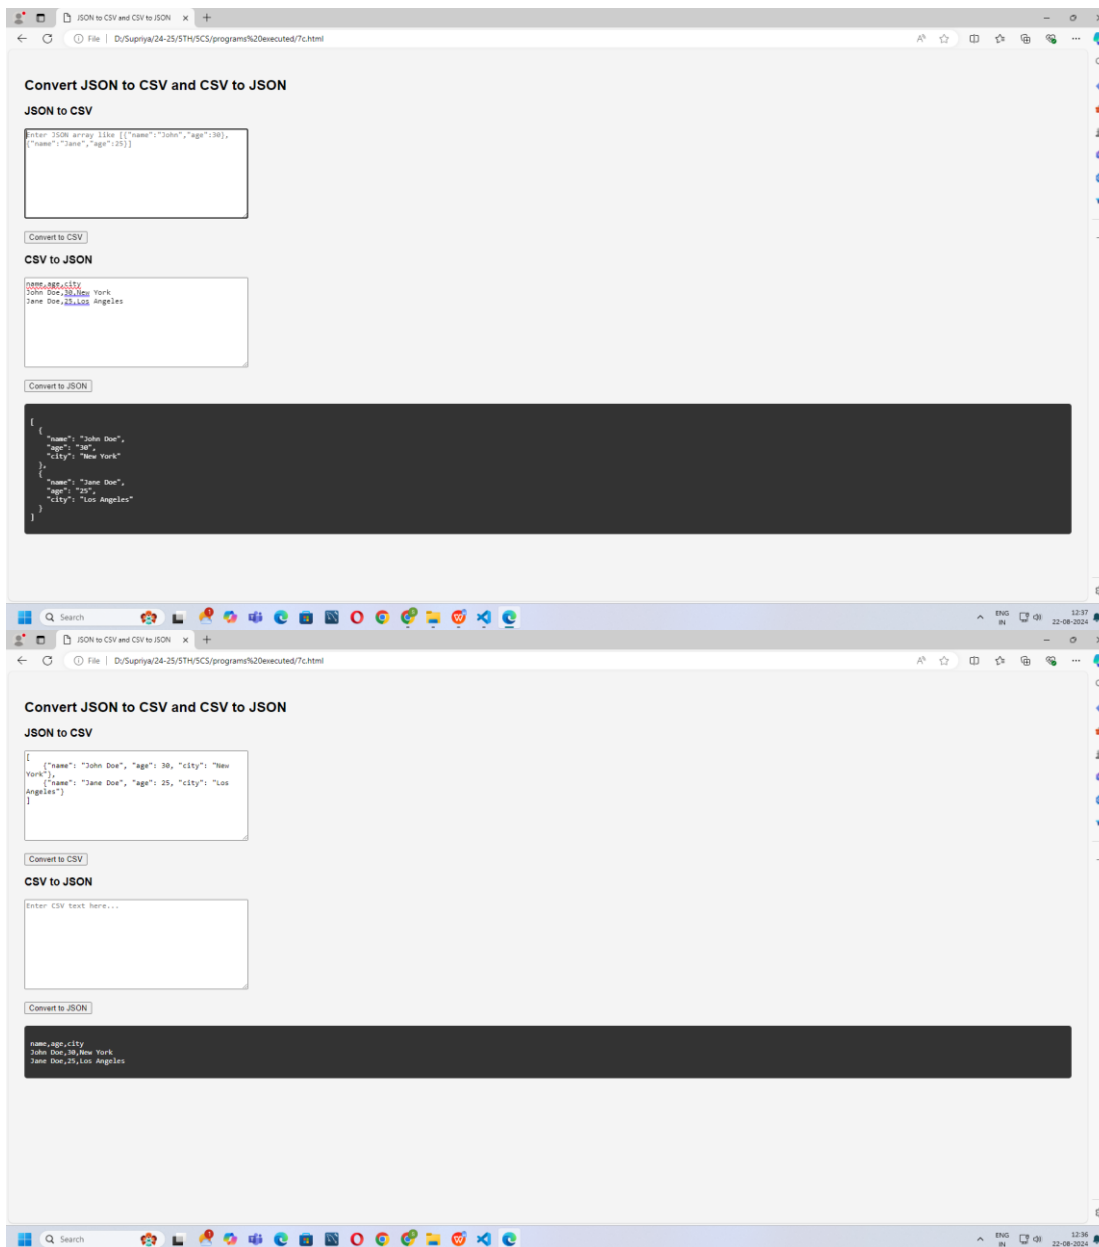 JSON to CSV and CSV to JSON
File | D:/Supriya/24-25/5TH/5CS/programs%20executed/7c.html
Convert JSON to CSV and CSV to JSON
JSON to CSV
Enter JSON array like [{"name":"John","age":30},
{"name":"Jane","age":25}]
Convert to CSV
CSV to JSON
name,age,city
John Doe,30,New York
Jane Doe,25,Los Angeles
Convert to JSON
[
{
"name": "John Doe",
"age": "30",
"city": "New York"
},
{
"name": "Jane Doe",
"age": "25",
"city": "Los Angeles"
}
]
Search
ENG
IN
12:37
22-08-2024
JSON to CSV and CSV to JSON
File | D:/Supriya/24-25/5TH/5CS/programs%20executed/7c.html
Convert JSON to CSV and CSV to JSON
JSON to CSV
[
{"name": "John Doe", "age": 30, "city": "New
York"},
{"name": "Jane Doe", "age": 25, "city": "Los
Angeles"}
]
Convert to CSV
CSV to JSON
Enter CSV text here...
Convert to JSON
name,age,city
John Doe,30,New York
Jane Doe,25,Los Angeles
Search
ENG
IN
12:36
22-08-2024